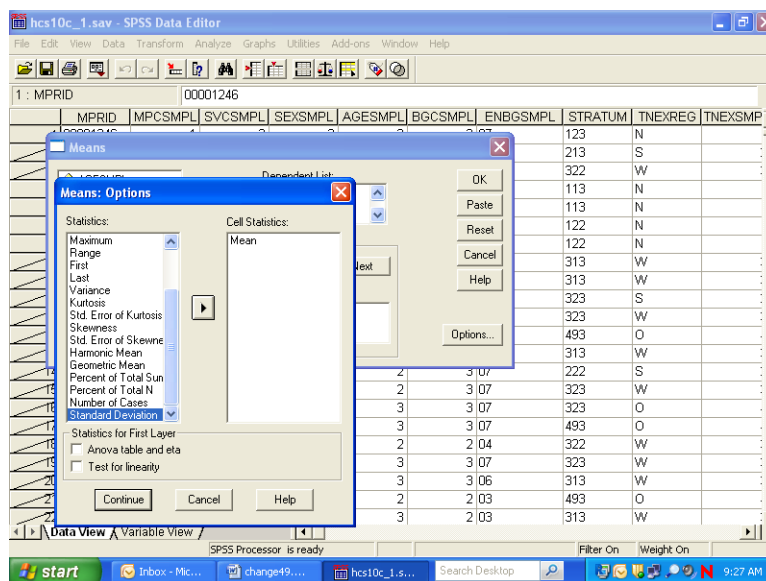 hcs10c_1.sav - SPSS Data Editor
File Edit View Data Transform Analyze Graphs Utilities Add-ons Window Help
1 : MPRID 00001246
MPRID MPCSMPL SVCSMPL SEXSMPL AGESMPL BGCSMPL ENBGSMPL STRATUM TNEXREG TNEXSMP
123 N
Means
213 S
Dependent List:
322 W
OK
Means: Options
113 N
Paste
113 N
Statistics:
Cell Statistics:
Reset
122 N
Maximum
Mean
122 N
Range
Cancel
First
Next
313 W
Last
Help
313 W
Variance
Kurtosis
323 S
Std. Error of Kurtosis
323 W
Skewness
Std. Error of Skewne
Options...
493 O
Harmonic Mean
313 W
Geometric Mean
Percent of Total Sun
2 3 07 222 S
Percent of Total N
2 3 07 323 W
Number of Cases
3 3 07 323 O
Standard Deviation
3 3 07 493 O
Statistics for First Layer
Anova table and eta
2 2 04 322 W
Test for linearity
3 3 07 323 W
3 3 06 313 W
Continue Cancel Help
2 2 03 493 O
3 2 03 313 W
Data View Variable View
SPSS Processor is ready Filter On Weight On
start Inbox - Mic... change49.... hcs10c_1.s... Search Desktop 9:27 AM